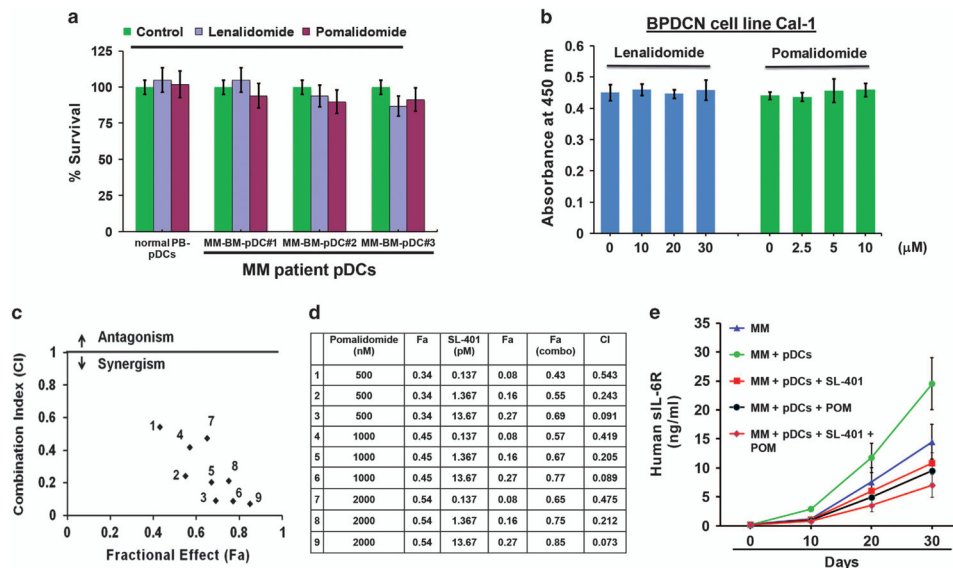 a
Control Lenalidomide Pomalidomide
125
100
75
50
25
0
% Survival
normal PB-
pDCs
MM-BM-pDC#1 MM-BM-pDC#2 MM-BM-pDC#3
MM patient pDCs
b
BPDCN cell line Cal-1
Lenalidomide Pomalidomide
0.6
0.5
0.4
0.3
0.2
0.1
0
Absorbance at 450 nm
0 10 20 30 0 2.5 5 10 (μM)
c
Antagonism
Synergism
1
0.8
0.6
0.4
0.2
0
Combination Index (CI)
1 4 7
2 5 8
3 6 9
0 0.2 0.4 0.6 0.8 1
Fractional Effect (Fa)
d
Pomalidomide (nM) Fa SL-401 (pM) Fa Fa (combo) CI
1 500 0.34 0.137 0.08 0.43 0.543
2 500 0.34 1.367 0.16 0.55 0.243
3 500 0.34 13.67 0.27 0.69 0.091
4 1000 0.45 0.137 0.08 0.57 0.419
5 1000 0.45 1.367 0.16 0.67 0.205
6 1000 0.45 13.67 0.27 0.77 0.089
7 2000 0.54 0.137 0.08 0.65 0.475
8 2000 0.54 1.367 0.16 0.75 0.212
9 2000 0.54 13.67 0.27 0.85 0.073
e
MM
MM + pDCs
MM + pDCs + SL-401
MM + pDCs + POM
MM + pDCs + SL-401 +
POM
35
30
25
20
15
10
5
0
Human sIL-6R
(ng/ml)
0 10 20 30
Days